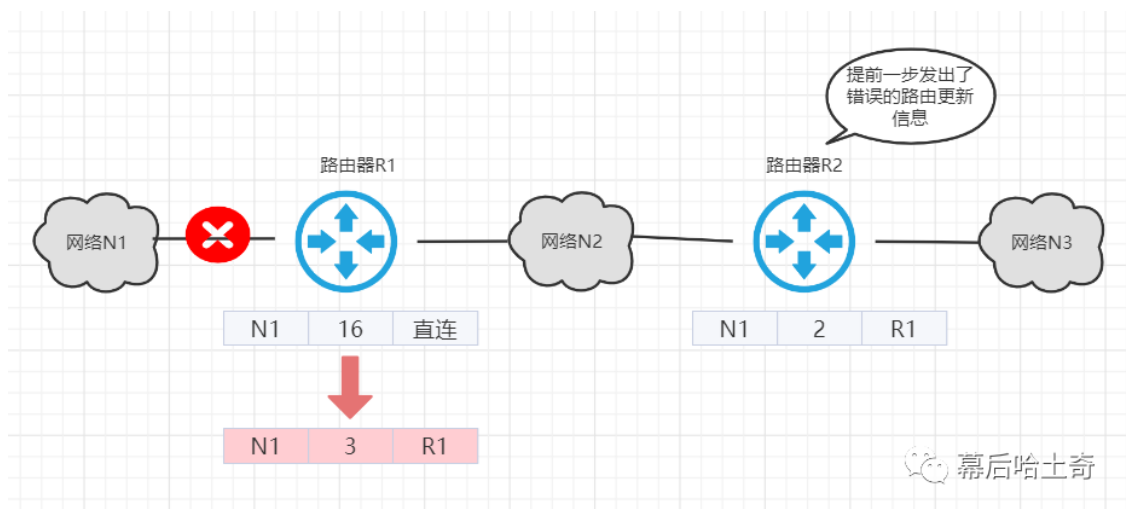 提前一步发出了
错误的路由更新
信息
路由器R1
路由器R2
网络N1
网络N2
网络N3
N1 16 直连
N1 2 R1
N1 3 R1
幕后哈土奇